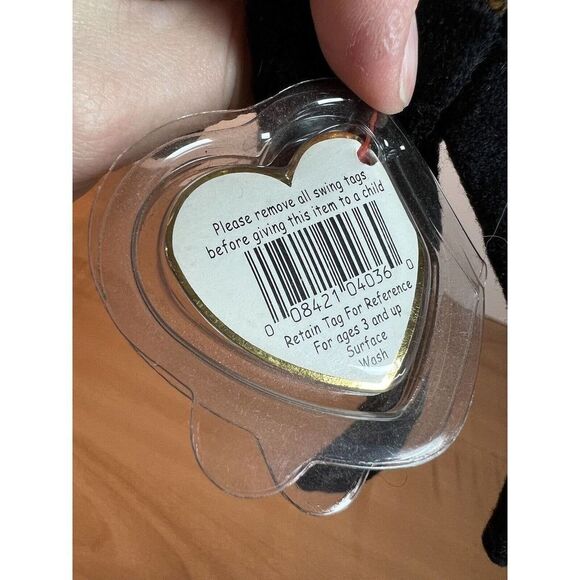 Please remove all swing tags
before giving this item to a child
0 08421 04036 0
Retain Tag For Reference
For ages 3 and up
Surface
Wash